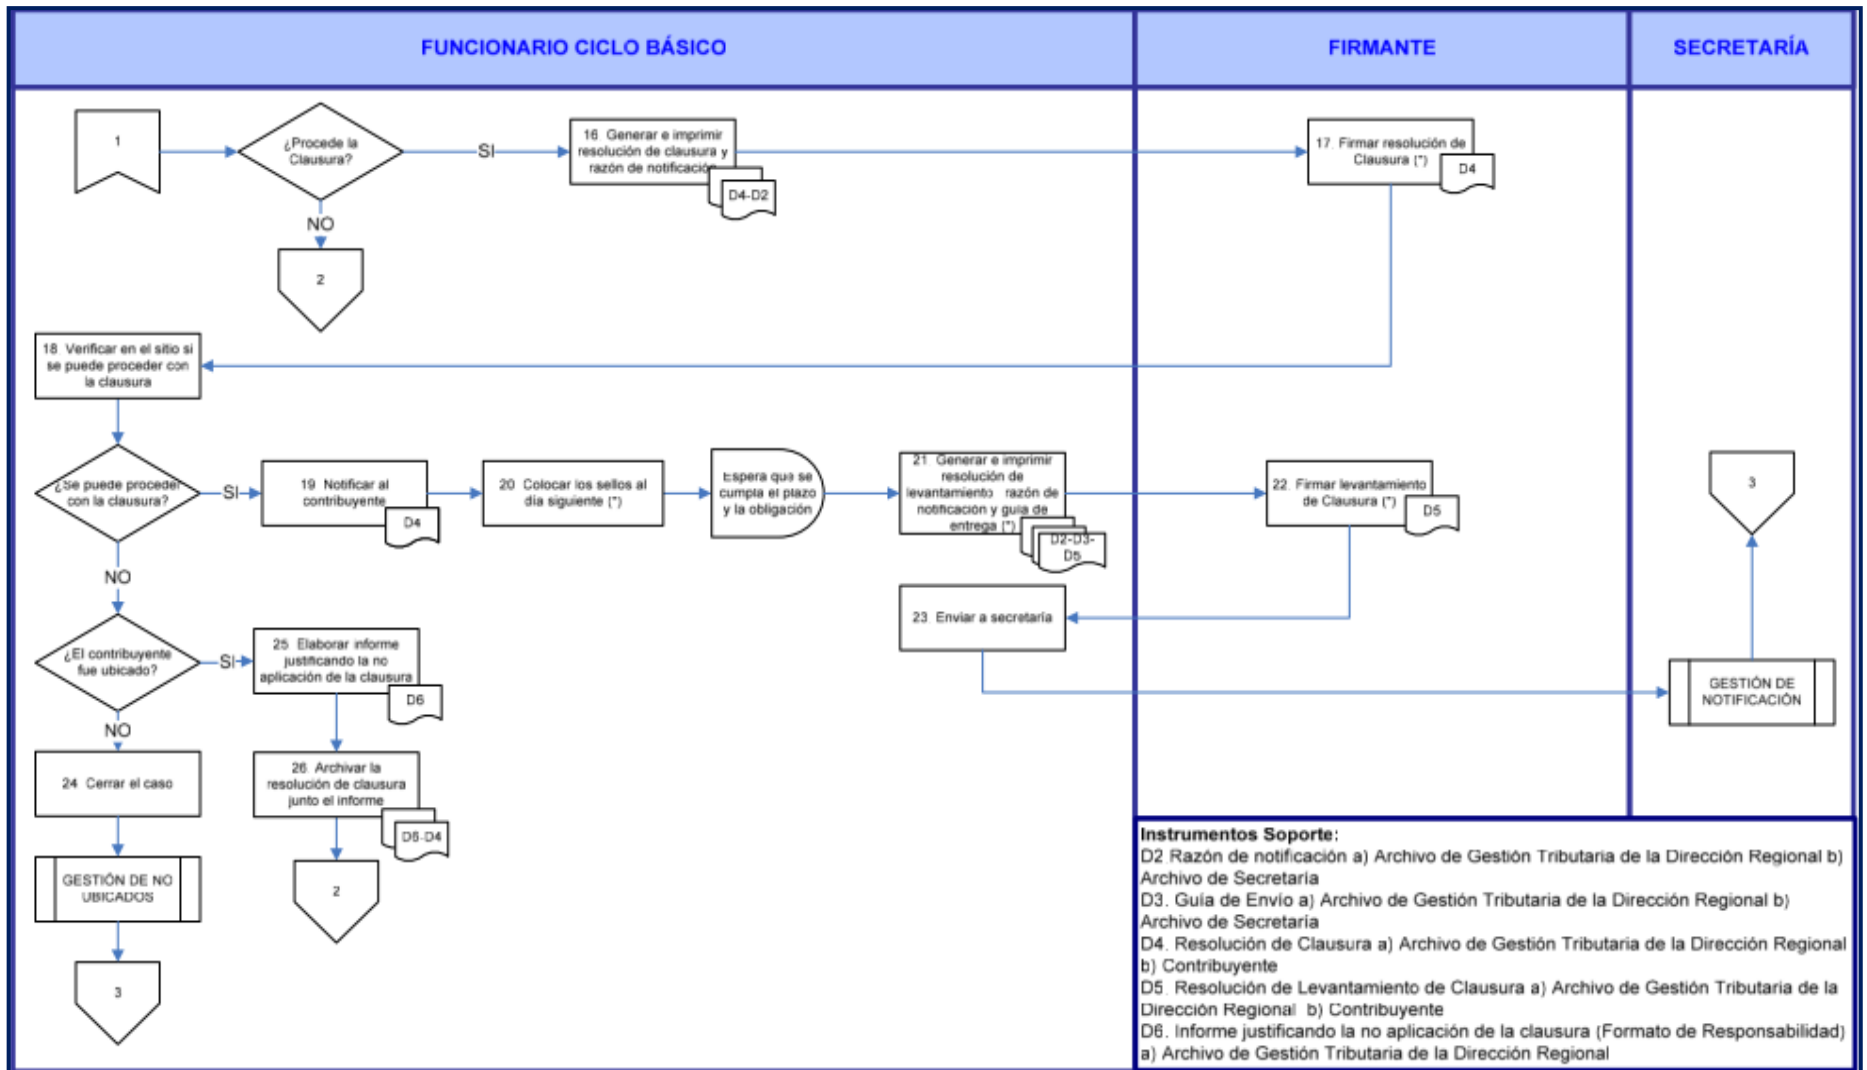 FUNCIONARIO CICLO BÁSICO
FIRMANTE
SECRETARÍA
1
¿Procede la
Clausura?
SI
16 Generar e imprimir
resolución de clausura y
razón de notificación
D4-D2
17. Firmar resolución de
Clausura (*)
D4
NO
2
18. Verificar en el sitio si
se puede proceder con
la clausura
¿Se puede proceder
con la clausura?
SI
19 Notificar al
contribuyente
D4
20 Colocar los sellos al
día siguiente (*)
Espera que se
cumpla el plazo
y la obligación
21 Generar e imprimir
resolución de
levantamiento razón de
notificación y guía de
entrega (*)
D2-D3-
D5
22. Firmar levantamiento
de Clausura (*)
D5
3
NO
23. Enviar a secretaría
¿El contribuyente
fue ubicado?
SI
25 Elaborar informe
justificando la no
aplicación de la clausura
D6
GESTIÓN DE
NOTIFICACIÓN
NO
24 Cerrar el caso
26. Archivar la
resolución de clausura
junto el informe
D6-D4
GESTIÓN DE NO
UBICADOS
2
3
Instrumentos Soporte:
D2 Razón de notificación a) Archivo de Gestión Tributaria de la Dirección Regional b)
Archivo de Secretaría
D3. Guía de Envío a) Archivo de Gestión Tributaria de la Dirección Regional b)
Archivo de Secretaría
D4. Resolución de Clausura a) Archivo de Gestión Tributaria de la Dirección Regional
b) Contribuyente
D5. Resolución de Levantamiento de Clausura a) Archivo de Gestión Tributaria de la
Dirección Regional b) Contribuyente
D6. Informe justificando la no aplicación de la clausura (Formato de Responsabilidad)
a) Archivo de Gestión Tributaria de la Dirección Regional